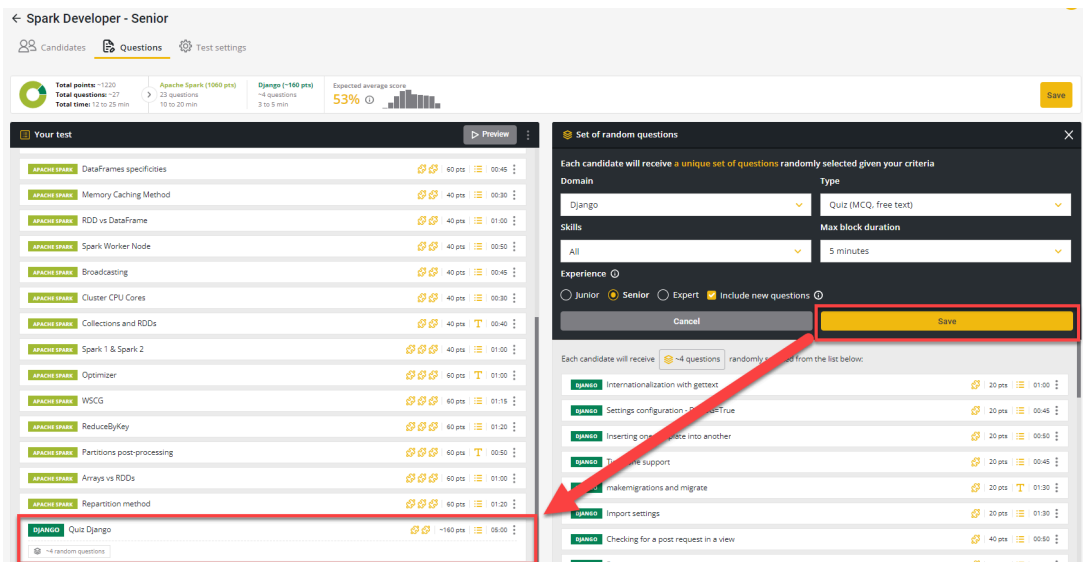 ← Spark Developer - Senior
Candidates Questions Test settings
Total points: ~1220
Total questions: ~27
Total time: 12 to 25 min
Apache Spark (1060 pts)
23 questions
10 to 20 min
Django (~160 pts)
~4 questions
3 to 5 min
Expected average score
53%
Save
Your test Preview
APACHE SPARK DataFrames specificities 60 pts 00:45
APACHE SPARK Memory Caching Method 40 pts 00:30
APACHE SPARK RDD vs DataFrame 40 pts 01:00
APACHE SPARK Spark Worker Node 40 pts 00:50
APACHE SPARK Broadcasting 40 pts 00:45
APACHE SPARK Cluster CPU Cores 40 pts 00:30
APACHE SPARK Collections and RDDs 40 pts T 00:40
APACHE SPARK Spark 1 & Spark 2 40 pts 01:00
APACHE SPARK Optimizer 60 pts T 01:00
APACHE SPARK WSCG 60 pts 01:15
APACHE SPARK ReduceByKey 60 pts 01:20
APACHE SPARK Partitions post-processing 60 pts T 00:50
APACHE SPARK Arrays vs RDDs 60 pts 01:00
APACHE SPARK Repartition method 60 pts 01:20
DJANGO Quiz Django ~160 pts 05:00
~4 random questions
Set of random questions
Each candidate will receive a unique set of questions randomly selected given your criteria
Domain Type
Django Quiz (MCQ, free text)
Skills Max block duration
All 5 minutes
Experience
Junior Senior Expert Include new questions
Cancel Save
Each candidate will receive ~4 questions randomly from the list below:
DJANGO Internationalization with gettext 20 pts 01:00
DJANGO Settings configuration - =True 20 pts 00:45
DJANGO Inserting one into another 20 pts 00:50
DJANGO support 20 pts 00:45
makemigrations and migrate 20 pts T 01:30
DJANGO Import settings 20 pts 01:30
DJANGO Checking for a post request in a view 40 pts 00:50